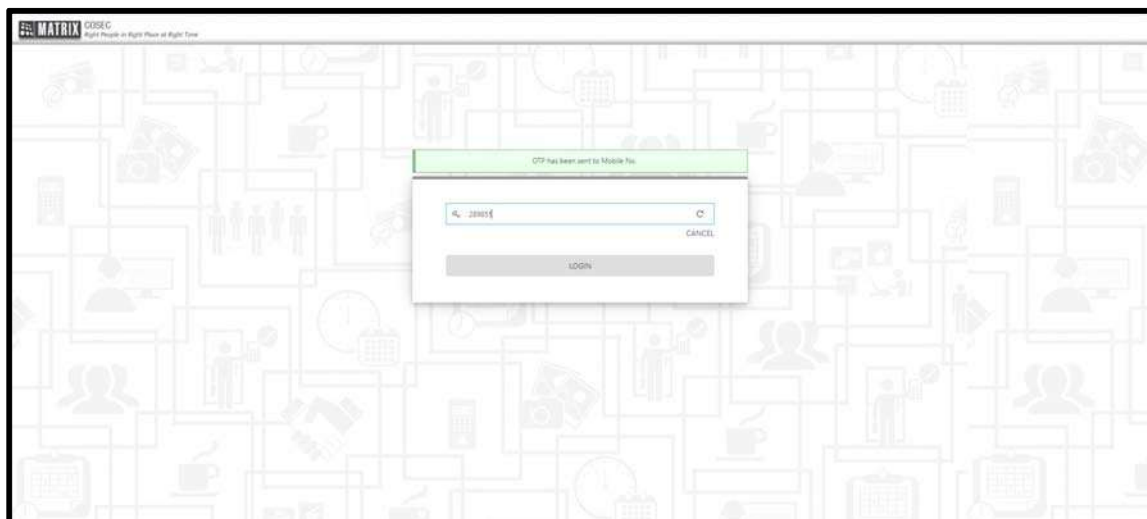 MATRIX COSEC
Right People in Right Place at Right Time
OTP has been sent to Mobile No.
CANCEL
LOGIN